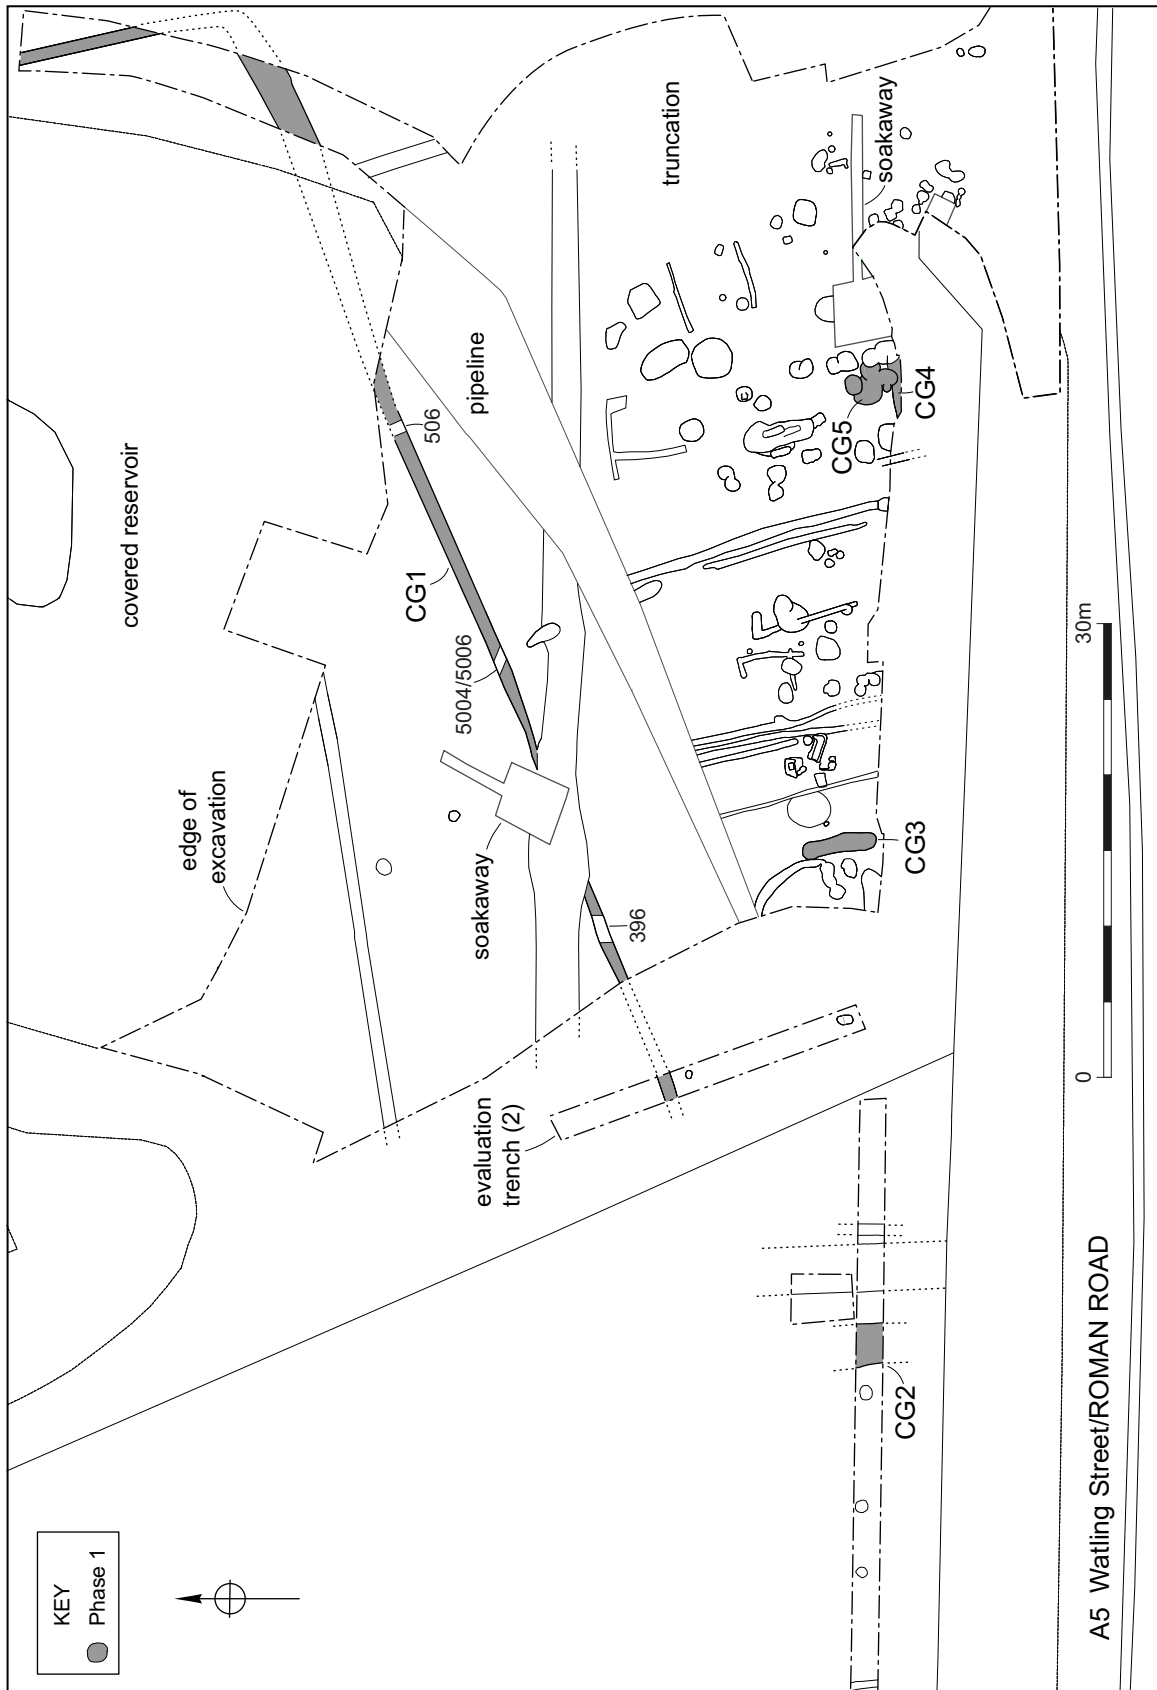 KEY
Phase 1
covered reservoir
edge of
excavation
soakaway
evaluation
trench (2)
CG1
5004/5006
506
396
pipeline
truncation
soakaway
CG5
CG4
CG3
CG2
0
30m
A5 Watling Street/ROMAN ROAD